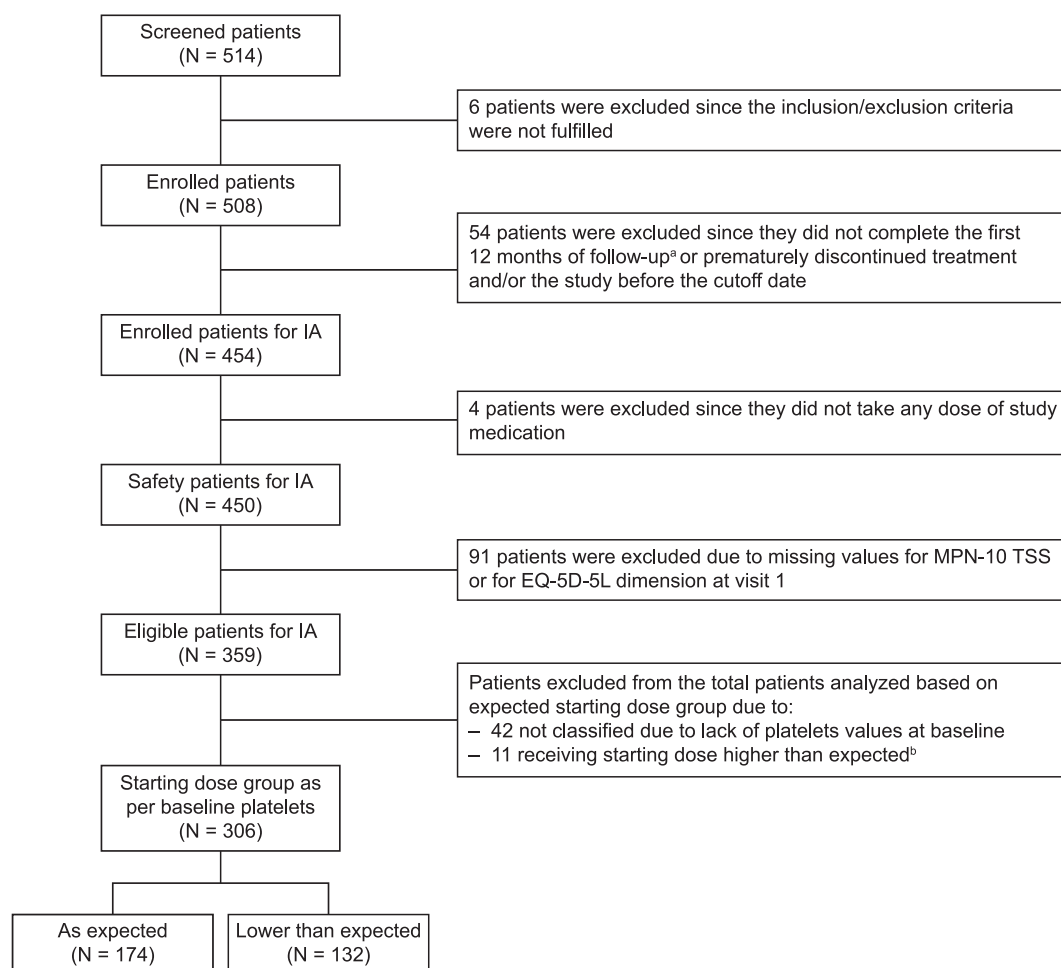 Screened patients
(N = 514)
6 patients were excluded since the inclusion/exclusion criteria
were not fulfilled
Enrolled patients
(N = 508)
54 patients were excluded since they did not complete the first
12 months of follow-upᵃ or prematurely discontinued treatment
and/or the study before the cutoff date
Enrolled patients for IA
(N = 454)
4 patients were excluded since they did not take any dose of study
medication
Safety patients for IA
(N = 450)
91 patients were excluded due to missing values for MPN-10 TSS
or for EQ-5D-5L dimension at visit 1
Eligible patients for IA
(N = 359)
Patients excluded from the total patients analyzed based on
expected starting dose group due to:
– 42 not classified due to lack of platelets values at baseline
– 11 receiving starting dose higher than expectedᵇ
Starting dose group as
per baseline platelets
(N = 306)
As expected
(N = 174)
Lower than expected
(N = 132)